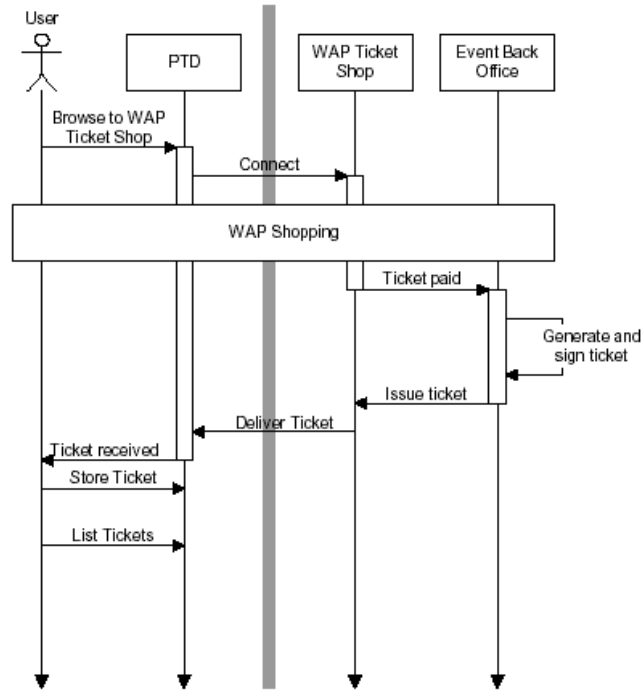 User
PTD
WAP Ticket
Shop
Event Back
Office
Browse to WAP
Ticket Shop
Connect
WAP Shopping
Ticket paid
Generate and
sign ticket
Issue ticket
Deliver Ticket
Ticket received
Store Ticket
List Tickets